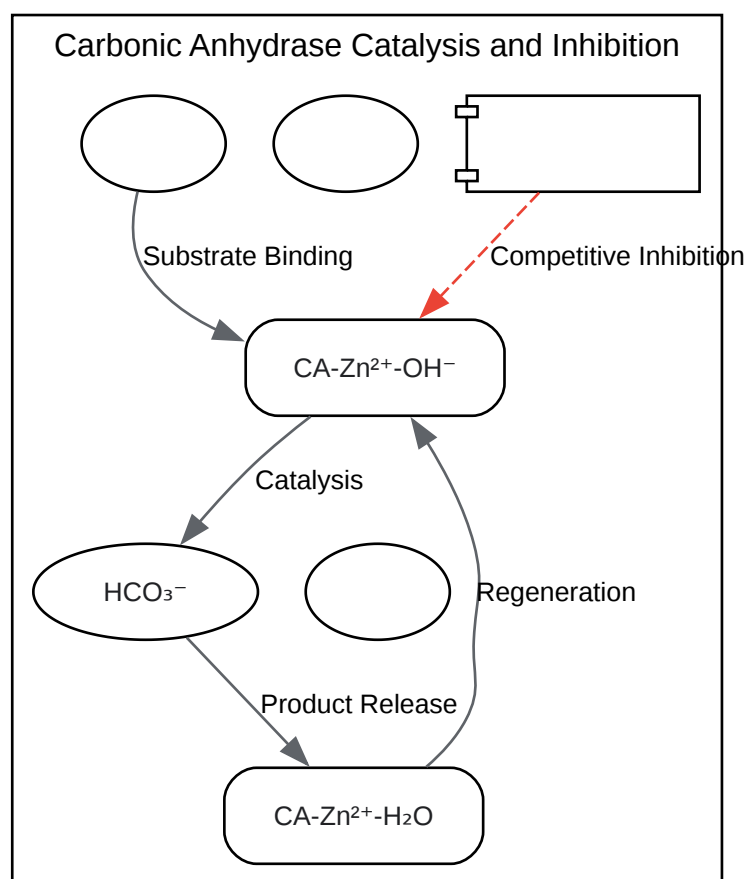 Carbonic Anhydrase Catalysis and Inhibition
Substrate Binding
Competitive Inhibition
CA-Zn²⁺-OH⁻
Catalysis
HCO₃⁻
Regeneration
Product Release
CA-Zn²⁺-H₂O